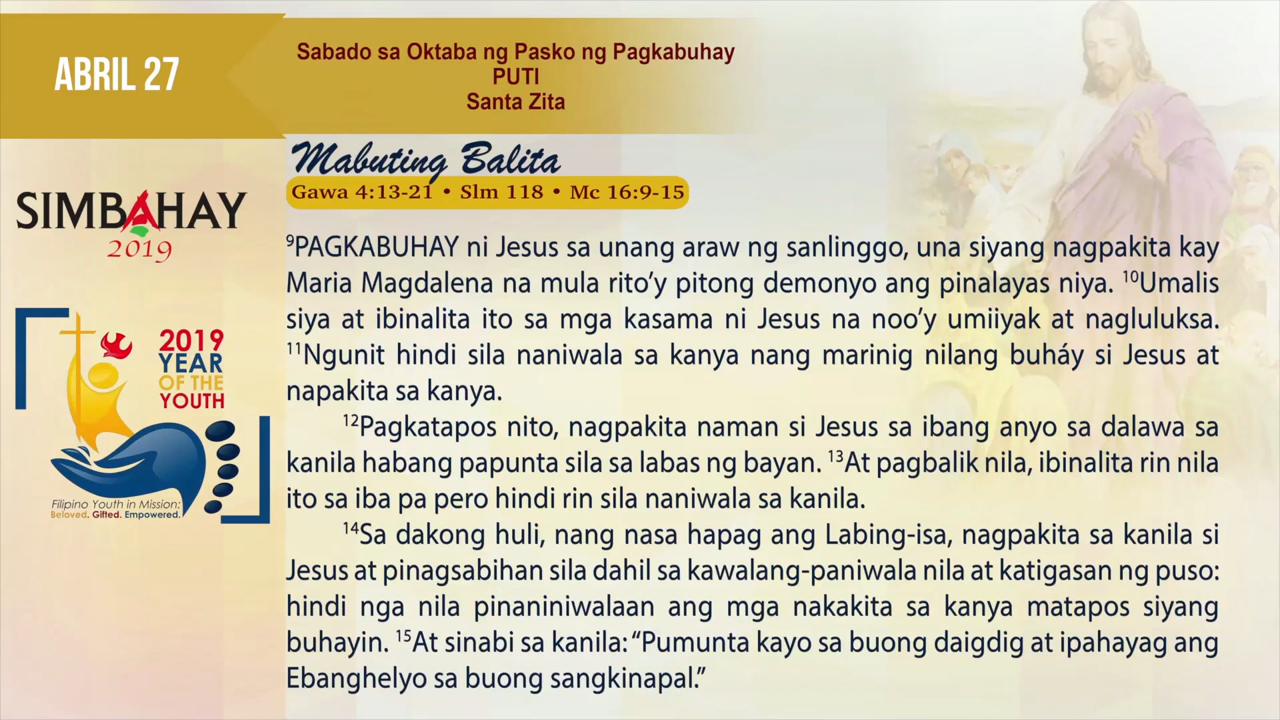 ABRIL 27
Sabado sa Oktaba ng Pasko ng Pagkabuhay
PUTI
Santa Zita
Mabuting Balita
Gawa 4:13-21 • Slm 118 • Mc 16:9-15
SIMBAHAY
2019
2019
YEAR
OF THE
YOUTH
Filipino Youth in Mission:
Beloved. Gifted. Empowered.
⁹PAGKABUHAY ni Jesus sa unang araw ng sanlinggo, una siyang nagpakita kay
Maria Magdalena na mula rito’y pitong demonyo ang pinalayas niya. ¹⁰Umalis
siya at ibinalita ito sa mga kasama ni Jesus na noo’y umiiyak at nagluluksa.
¹¹Ngunit hindi sila naniwala sa kanya nang marinig nilang buháy si Jesus at
napakita sa kanya.
¹²Pagkatapos nito, nagpakita naman si Jesus sa ibang anyo sa dalawa sa
kanila habang papunta sila sa labas ng bayan. ¹³At pagbalik nila, ibinalita rin nila
ito sa iba pa pero hindi rin sila naniwala sa kanila.
¹⁴Sa dakong huli, nang nasa hapag ang Labing-isa, nagpakita sa kanila si
Jesus at pinagsabihan sila dahil sa kawalang-paniwala nila at katigasan ng puso:
hindi nga nila pinaniniwalaan ang mga nakakita sa kanya matapos siyang
buhayin. ¹⁵At sinabi sa kanila: “Pumunta kayo sa buong daigdig at ipahayag ang
Ebanghelyo sa buong sangkinapal.”